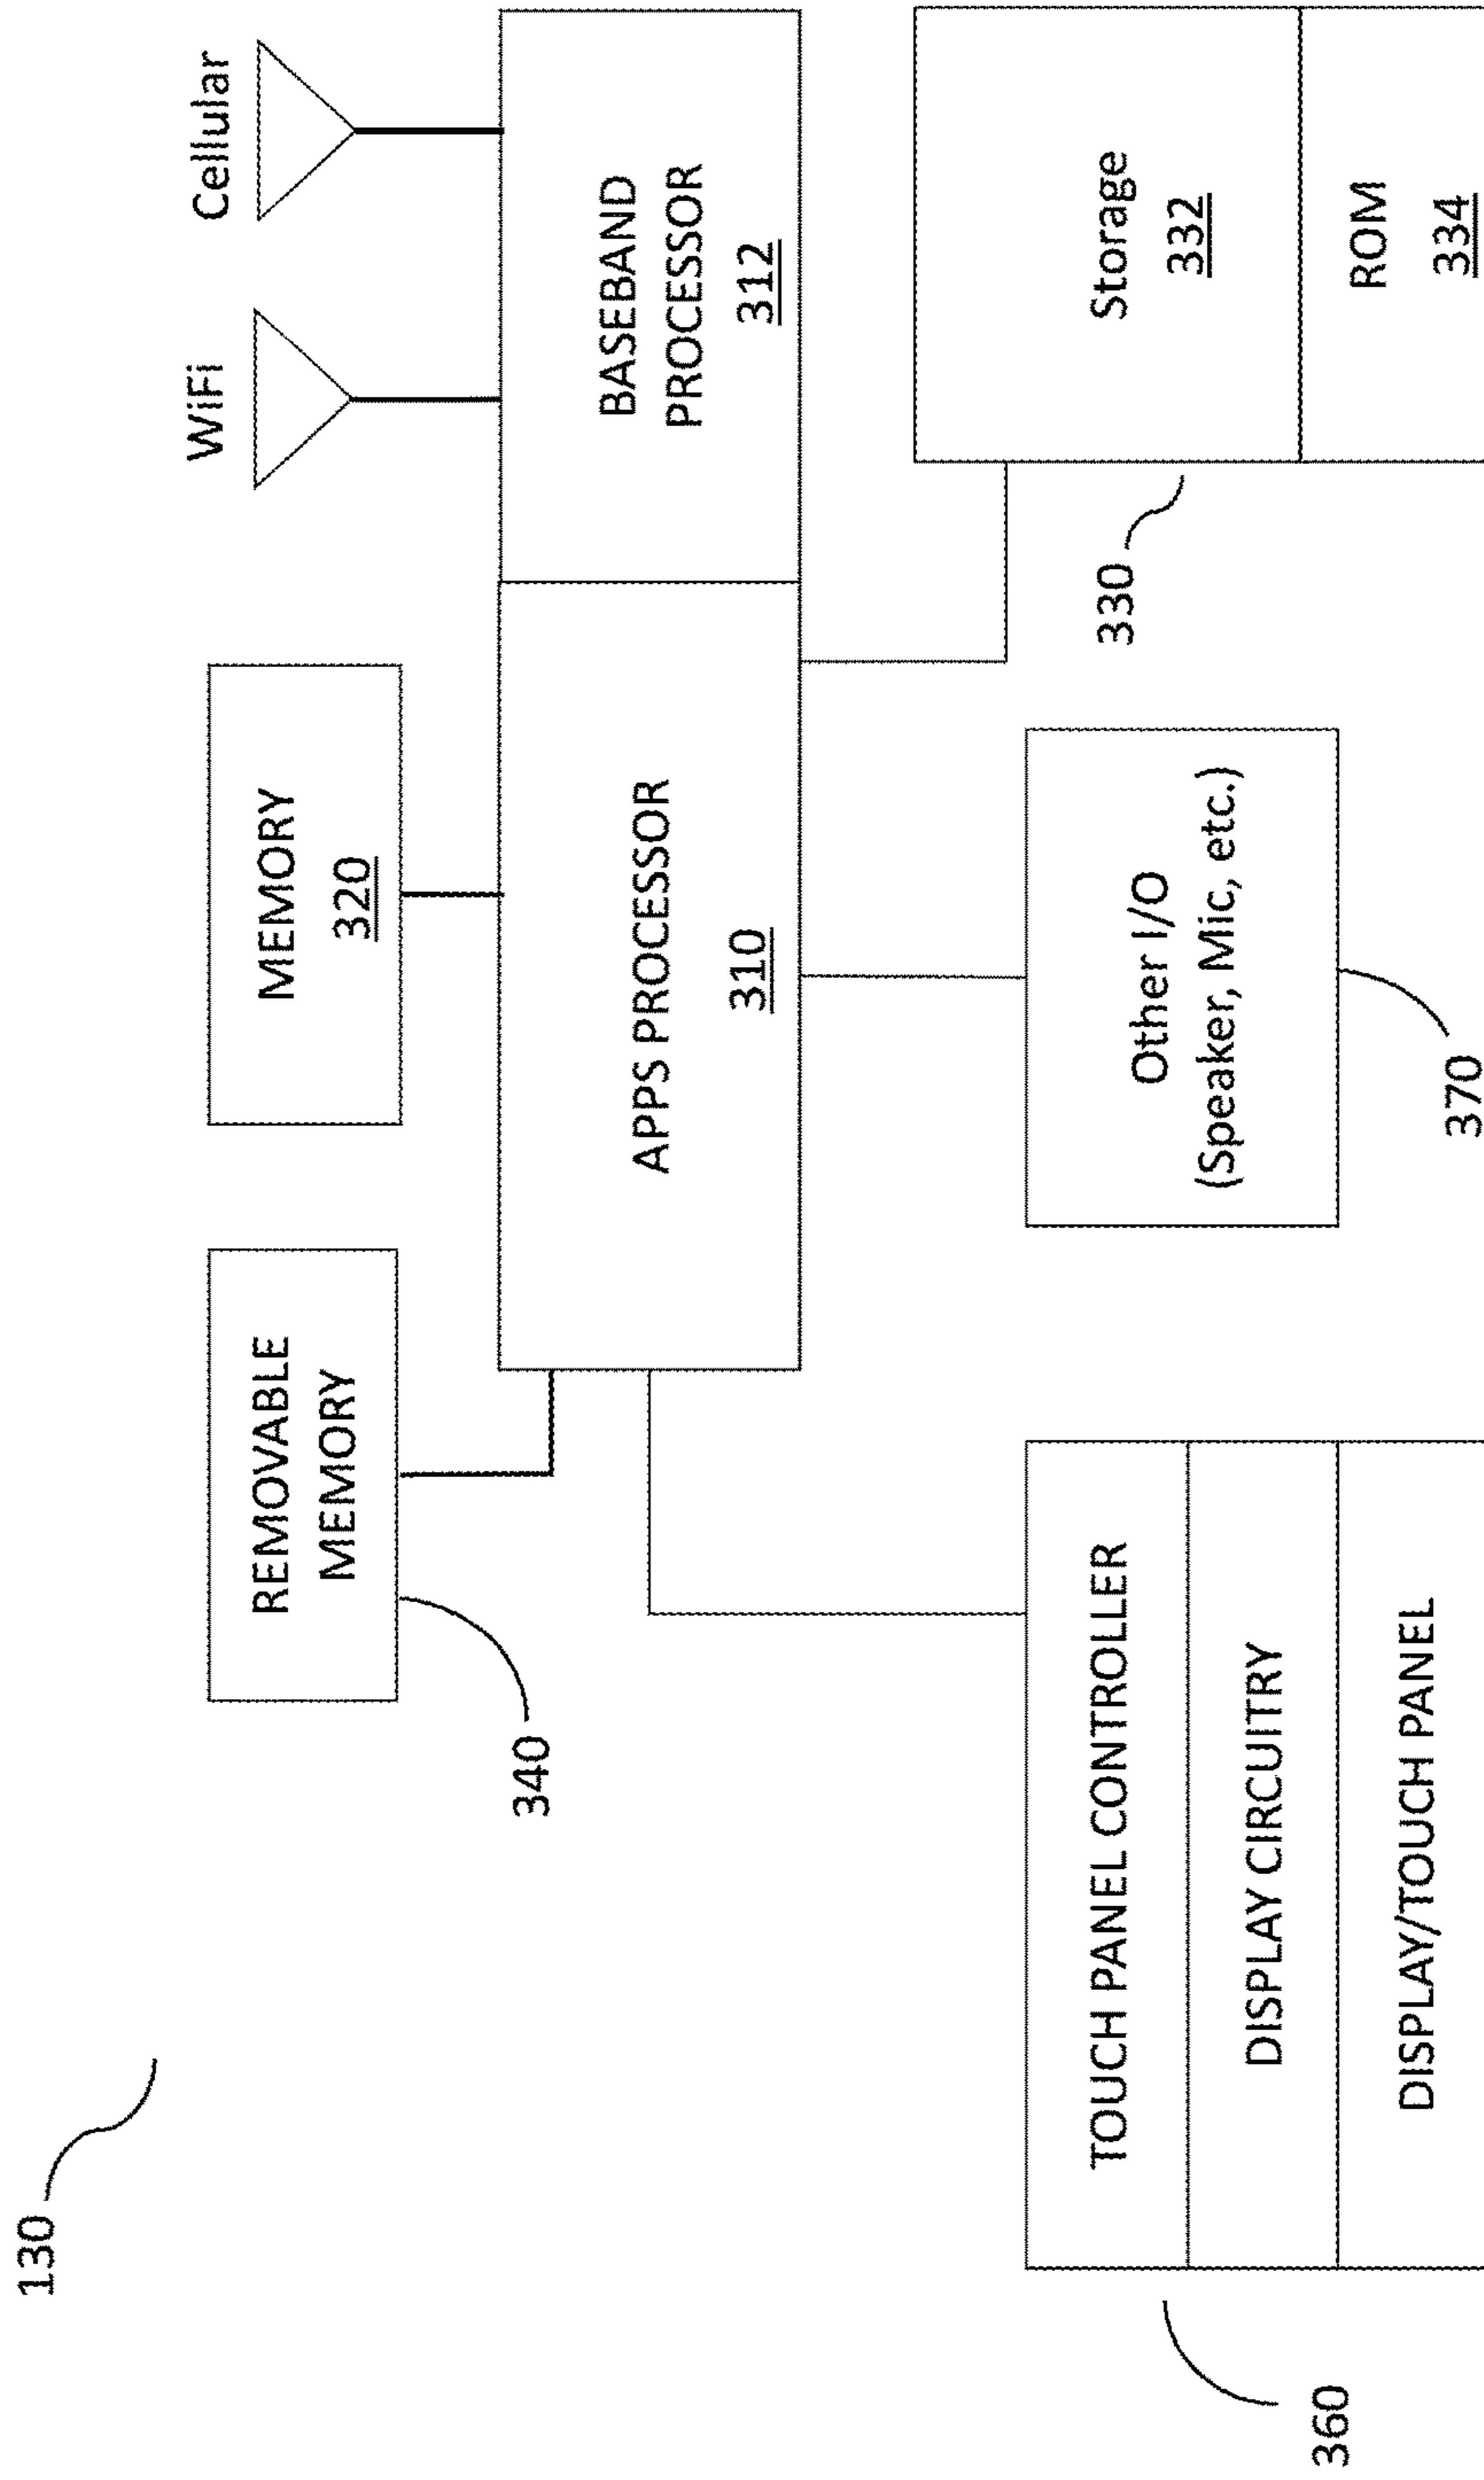 130
REMOVABLE
MEMORY
340
MEMORY
320
WiFi
Cellular
APPS PROCESSOR
310
BASEBAND
PROCESSOR
312
TOUCH PANEL CONTROLLER
DISPLAY CIRCUITRY
DISPLAY/TOUCH PANEL
360
Other I/O
(Speaker, Mic, etc.)
370
330
Storage
332
ROM
334